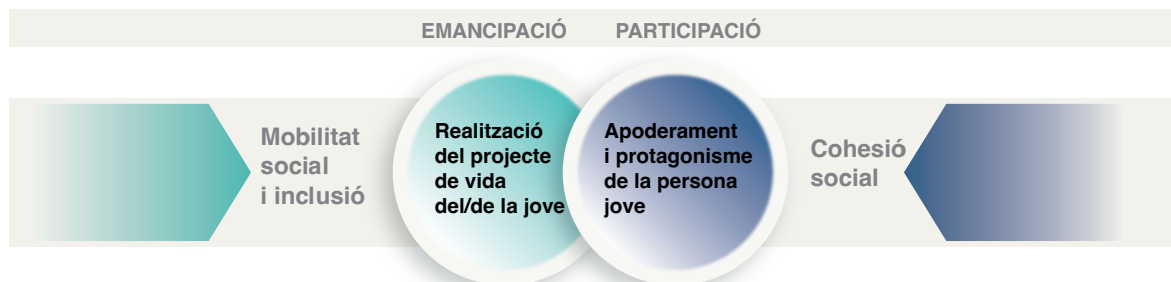 EMANCIPACIÓ
PARTICIPACIÓ
Mobilitat
social
i inclusió
Realització
del projecte
de vida
del/de la jove
Apoderament
i protagonisme
de la persona
jove
Cohesió
social